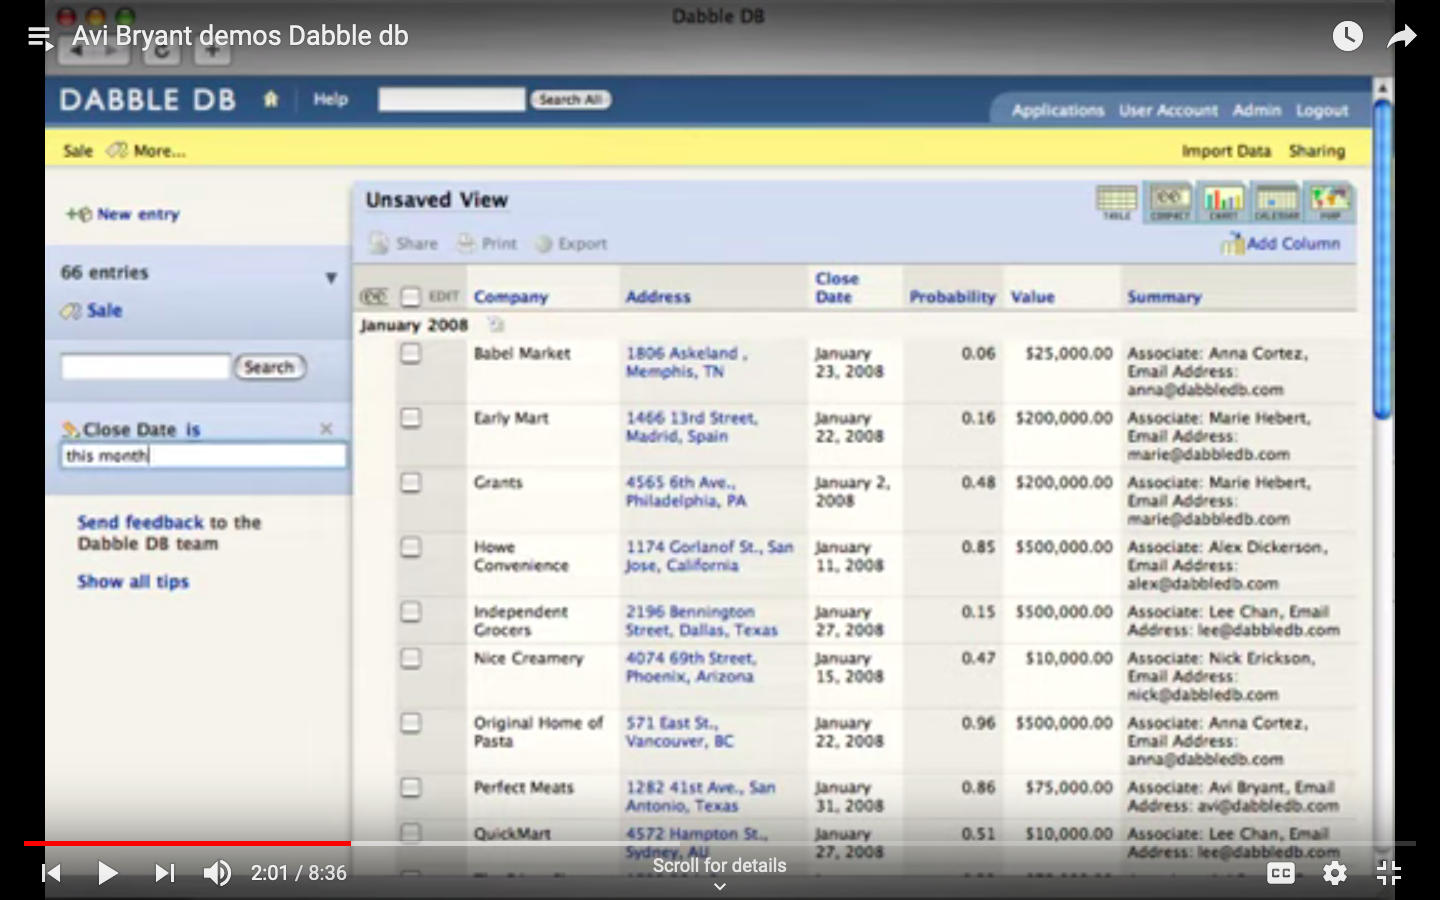 Dabble DB
Avi Bryant demos Dabble db
DABBLE DB Help Search All
Applications User Account Admin Logout
Sale More... Import Data Sharing
New entry
66 entries
Sale
Search
Close Date is
this month
Send feedback to the
Dabble DB team
Show all tips
Unsaved View
TABLE COMPACT CHART CALENDAR MAP
Share Print Export Add Column
EDIT Company Address Close Date Probability Value Summary
January 2008
Babel Market 1806 Askeland , January 0.06 $25,000.00 Associate: Anna Cortez,
Memphis, TN 23, 2008 Email Address:
anna@dabbledb.com
Early Mart 1466 13rd Street, January 0.16 $200,000.00 Associate: Marie Hebert,
Madrid, Spain 22, 2008 Email Address:
marie@dabbledb.com
Grants 4565 6th Ave., January 2, 0.48 $200,000.00 Associate: Marie Hebert,
Philadelphia, PA 2008 Email Address:
marie@dabbledb.com
Howe 1174 Gorlanof St., San January 0.85 $500,000.00 Associate: Alex Dickerson,
Convenience Jose, California 11, 2008 Email Address:
alex@dabbledb.com
Independent 2196 Bennington January 0.15 $500,000.00 Associate: Lee Chan, Email
Grocers Street, Dallas, Texas 27, 2008 Address: lee@dabbledb.com
Nice Creamery 4074 69th Street, January 0.47 $10,000.00 Associate: Nick Erickson,
Phoenix, Arizona 15, 2008 Email Address:
nick@dabbledb.com
Original Home of 571 East St., January 0.96 $500,000.00 Associate: Anna Cortez,
Pasta Vancouver, BC 22, 2008 Email Address:
anna@dabbledb.com
Perfect Meats 1282 41st Ave., San January 0.86 $75,000.00 Associate: Avi Bryant, Email
Antonio, Texas 31, 2008 Address: avi@dabbledb.com
QuickMart 4572 Hampton St., January 0.51 $10,000.00 Associate: Lee Chan, Email
Sydney, AU 27, 2008 Address: lee@dabbledb.com
2:01 / 8:36 Scroll for details CC